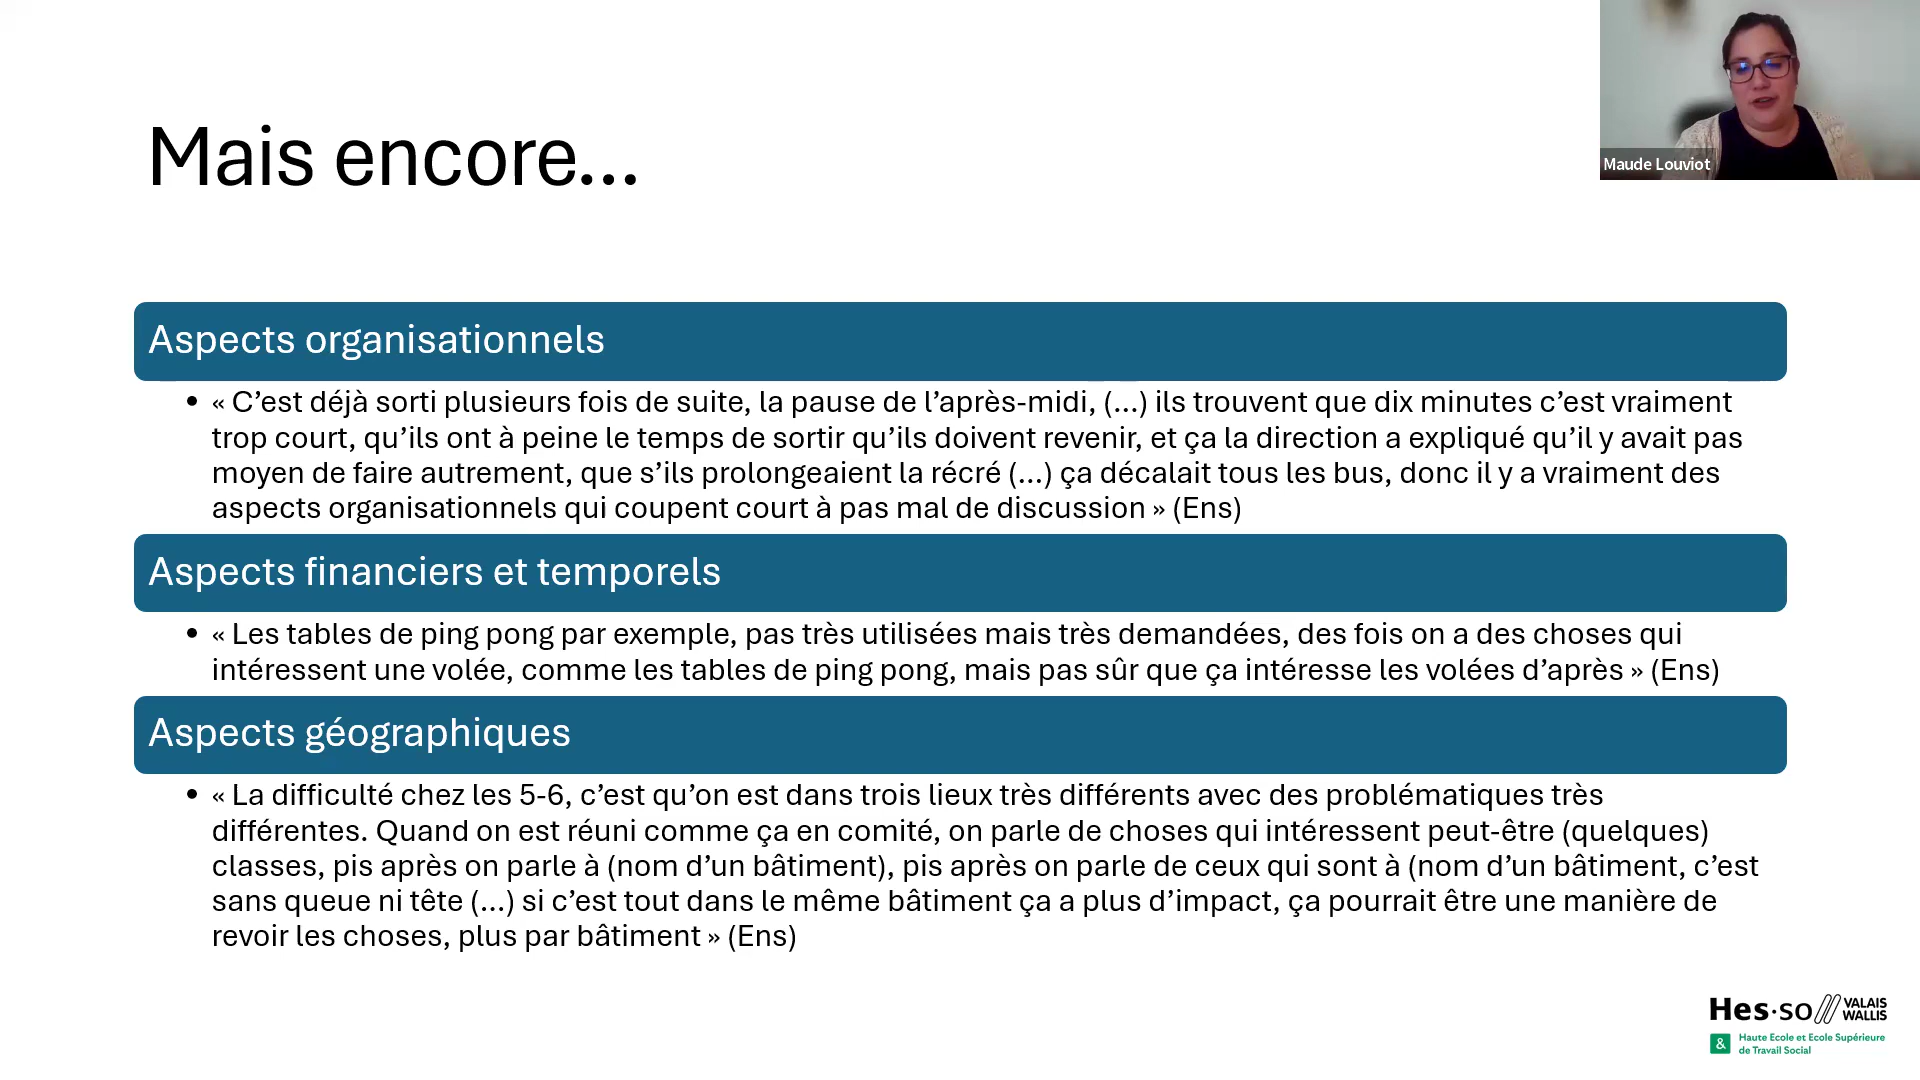 Mais encore...
Maude Louviot
Aspects organisationnels
• « C’est déjà sorti plusieurs fois de suite, la pause de l’après-midi, (...) ils trouvent que dix minutes c’est vraiment
trop court, qu’ils ont à peine le temps de sortir qu’ils doivent revenir, et ça la direction a expliqué qu’il y avait pas
moyen de faire autrement, que s’ils prolongeaient la récré (...) ça décalait tous les bus, donc il y a vraiment des
aspects organisationnels qui coupent court à pas mal de discussion » (Ens)
Aspects financiers et temporels
• « Les tables de ping pong par exemple, pas très utilisées mais très demandées, des fois on a des choses qui
intéressent une volée, comme les tables de ping pong, mais pas sûr que ça intéresse les volées d’après » (Ens)
Aspects géographiques
• « La difficulté chez les 5-6, c’est qu’on est dans trois lieux très différents avec des problématiques très
différentes. Quand on est réuni comme ça en comité, on parle de choses qui intéressent peut-être (quelques)
classes, pis après on parle à (nom d’un bâtiment), pis après on parle de ceux qui sont à (nom d’un bâtiment, c’est
sans queue ni tête (...) si c’est tout dans le même bâtiment ça a plus d’impact, ça pourrait être une manière de
revoir les choses, plus par bâtiment » (Ens)
Hes·so // VALAIS
WALLIS
& Haute Ecole et Ecole Supérieure
de Travail Social